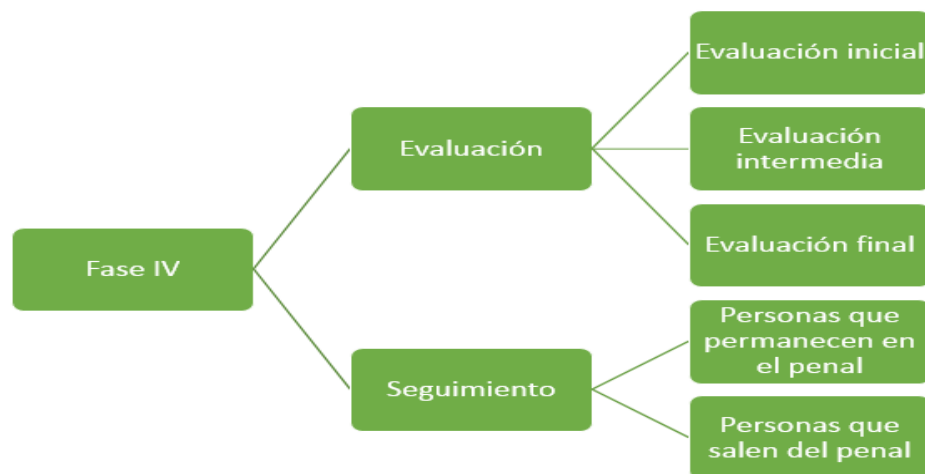 Fase IV
Evaluación
Evaluación inicial
Evaluación
intermedia
Evaluación final
Seguimiento
Personas que
permanecen en
el penal
Personas que
salen del penal